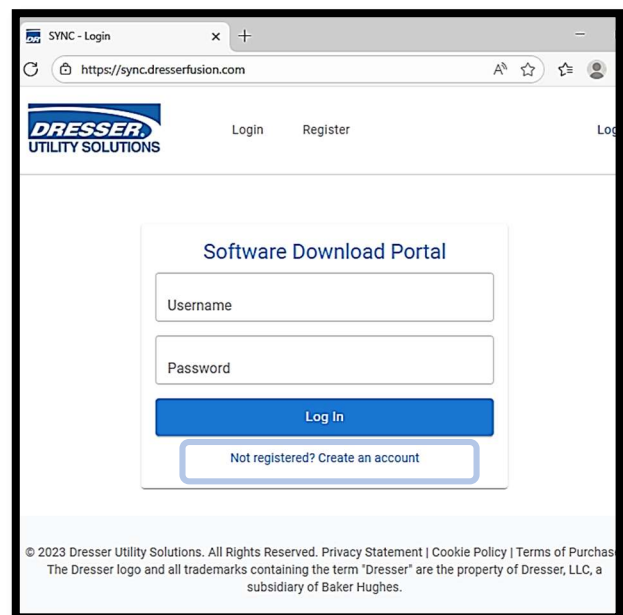 SYNC - Login
https://sync.dresserfusion.com
DRESSER
UTILITY SOLUTIONS
Login Register
Software Download Portal
Username
Password
Log In
Not registered? Create an account
© 2023 Dresser Utility Solutions. All Rights Reserved. Privacy Statement | Cookie Policy | Terms of Purchas
The Dresser logo and all trademarks containing the term "Dresser" are the property of Dresser, LLC, a
subsidiary of Baker Hughes.